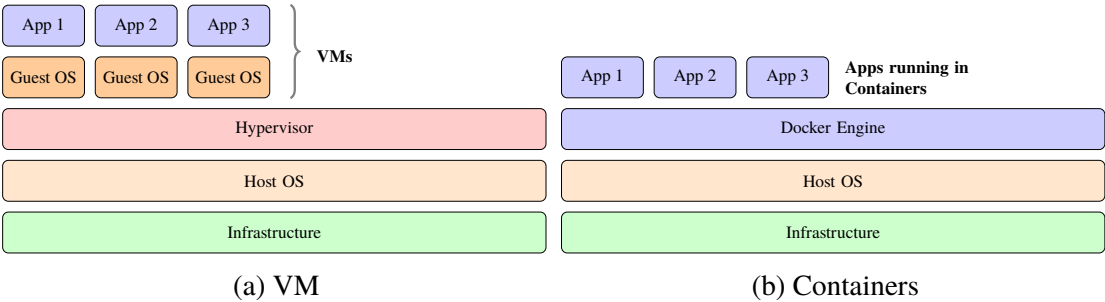 App 1 App 2 App 3
VMs
Guest OS Guest OS Guest OS
Hypervisor
Host OS
Infrastructure
(a) VM
App 1 App 2 App 3
Apps running in
Containers
Docker Engine
Host OS
Infrastructure
(b) Containers